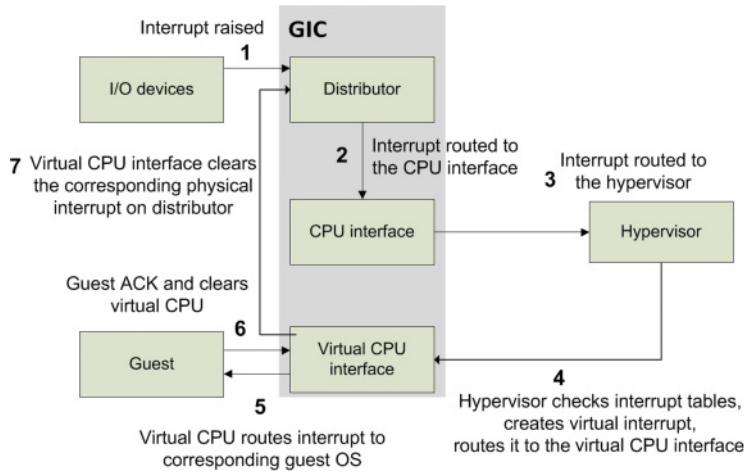 Interrupt raised
1
GIC
I/O devices
Distributor
2
Interrupt routed to
the CPU interface
7 Virtual CPU interface clears
the corresponding physical
interrupt on distributor
3
Interrupt routed to
the hypervisor
CPU interface
Hypervisor
Guest ACK and clears
virtual CPU
6
Guest
Virtual CPU
interface
5
Virtual CPU routes interrupt to
corresponding guest OS
4
Hypervisor checks interrupt tables,
creates virtual interrupt,
routes it to the virtual CPU interface